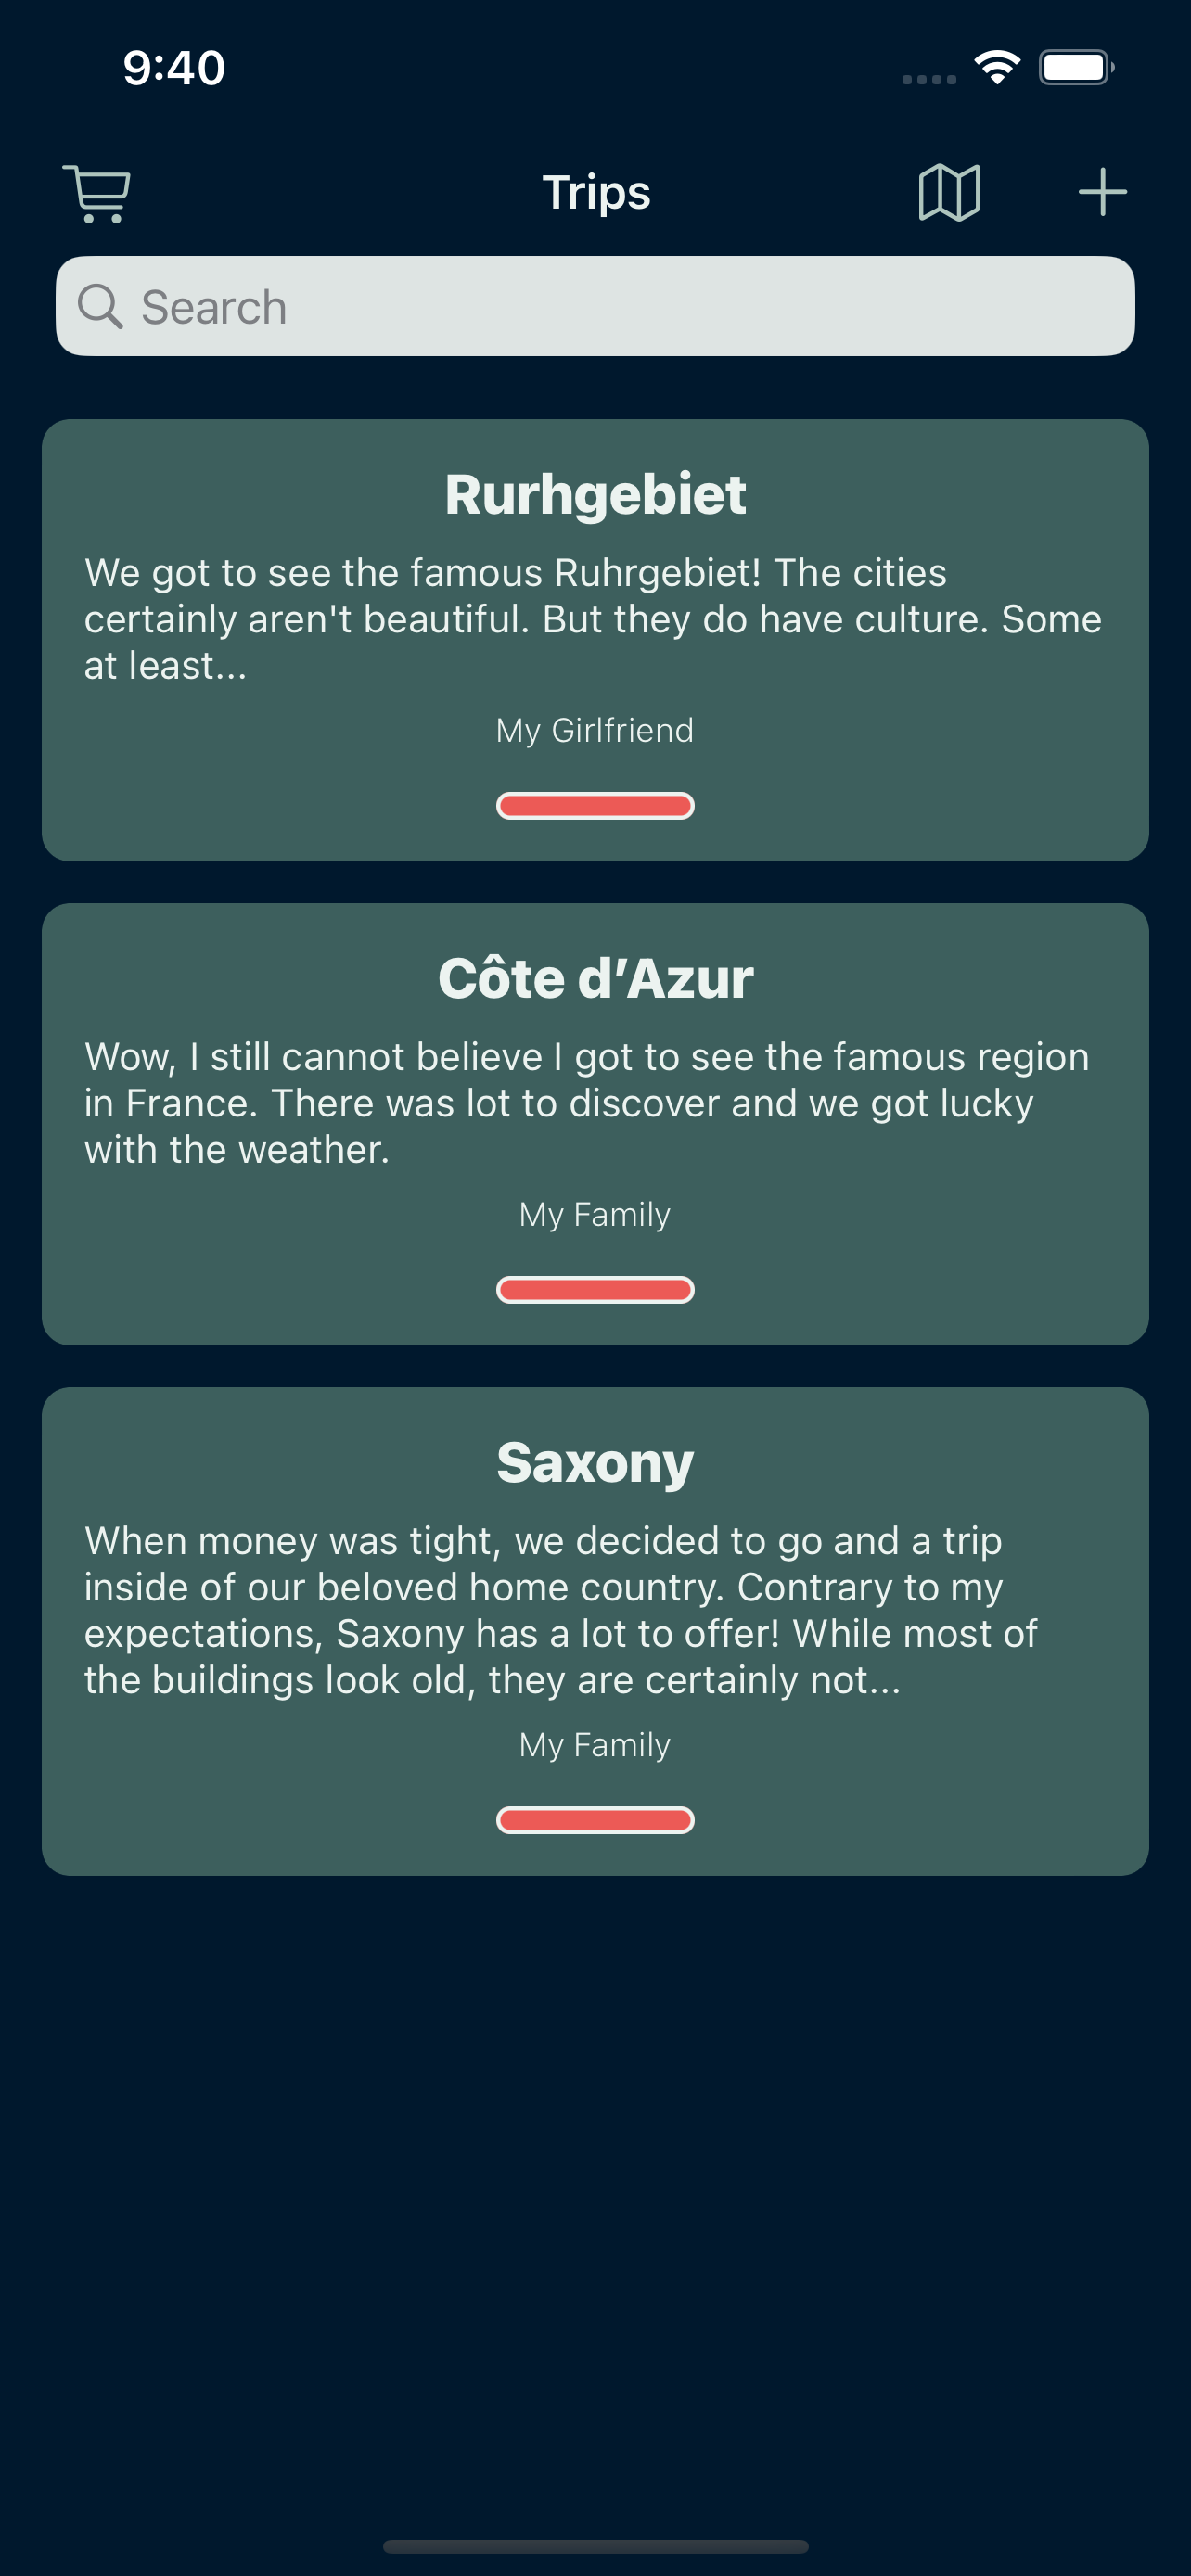 9:40
Trips
Search
Rurhgebiet
We got to see the famous Ruhrgebiet! The cities
certainly aren't beautiful. But they do have culture. Some
at least...
My Girlfriend
Côte d’Azur
Wow, I still cannot believe I got to see the famous region
in France. There was lot to discover and we got lucky
with the weather.
My Family
Saxony
When money was tight, we decided to go and a trip
inside of our beloved home country. Contrary to my
expectations, Saxony has a lot to offer! While most of
the buildings look old, they are certainly not...
My Family